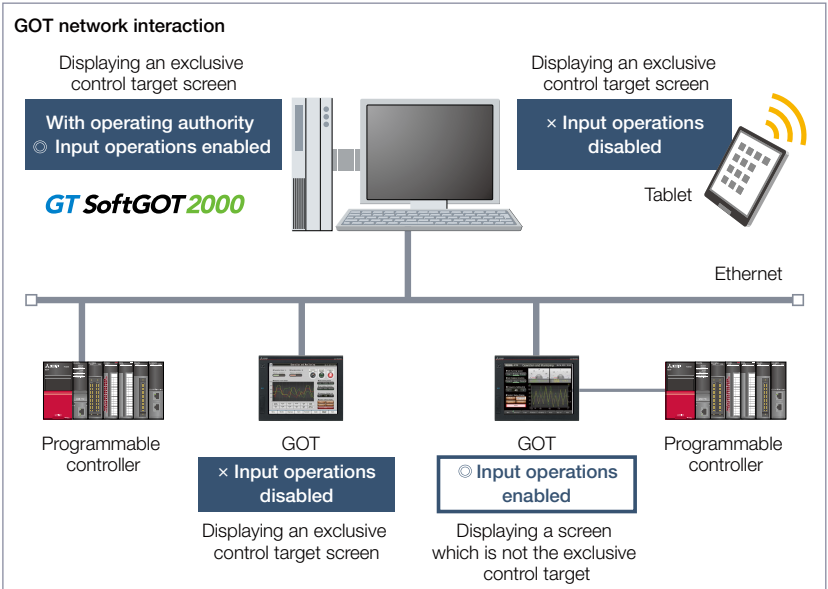 GOT network interaction
Displaying an exclusive
control target screen
With operating authority
◎ Input operations enabled
GT SoftGOT2000
Displaying an exclusive
control target screen
× Input operations
disabled
Tablet
Ethernet
Programmable
controller
GOT
× Input operations
disabled
Displaying an exclusive
control target screen
GOT
◎ Input operations
enabled
Displaying a screen
which is not the exclusive
control target
Programmable
controller